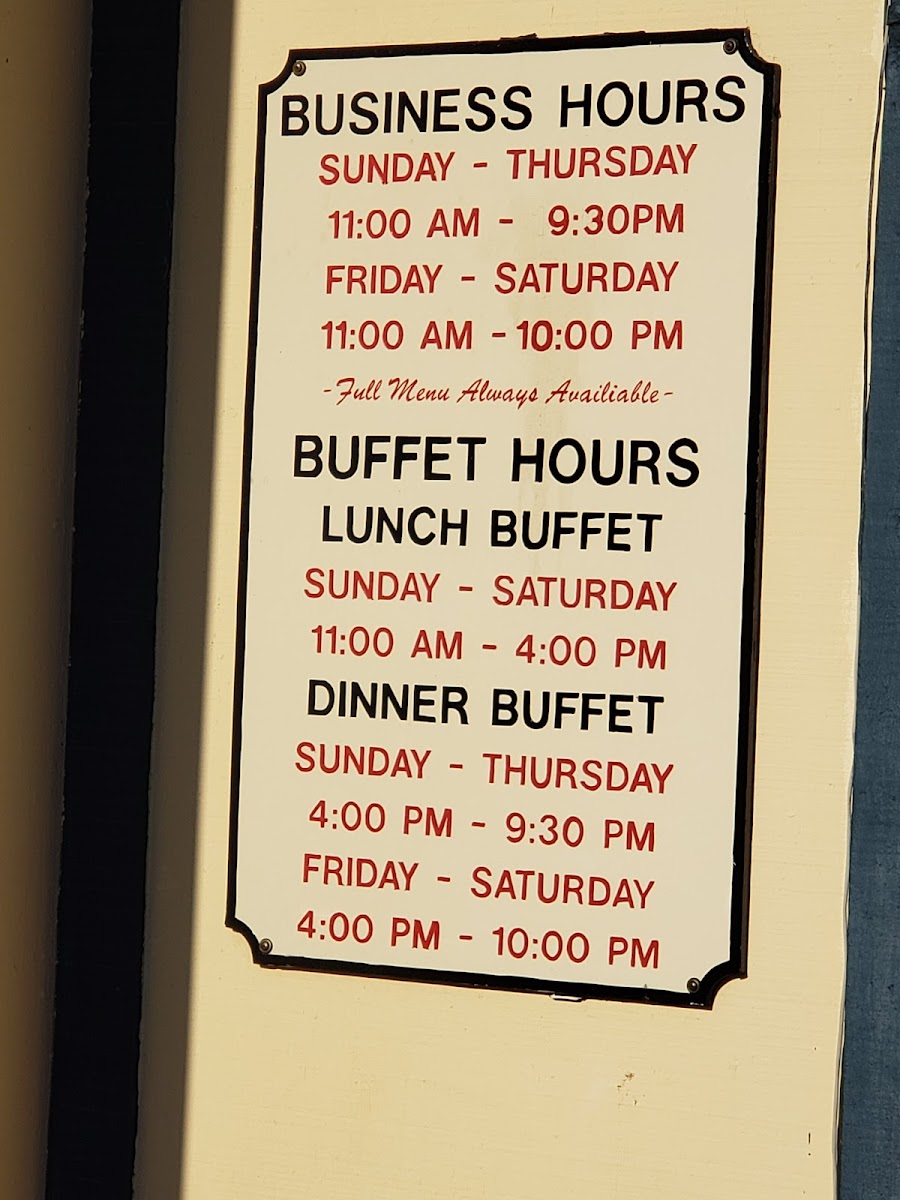 BUSINESS HOURS
SUNDAY - THURSDAY
11:00 AM - 9:30PM
FRIDAY - SATURDAY
11:00 AM - 10:00 PM
-Full Menu Always Availiable-
BUFFET HOURS
LUNCH BUFFET
SUNDAY - SATURDAY
11:00 AM - 4:00 PM
DINNER BUFFET
SUNDAY - THURSDAY
4:00 PM - 9:30 PM
FRIDAY - SATURDAY
4:00 PM - 10:00 PM